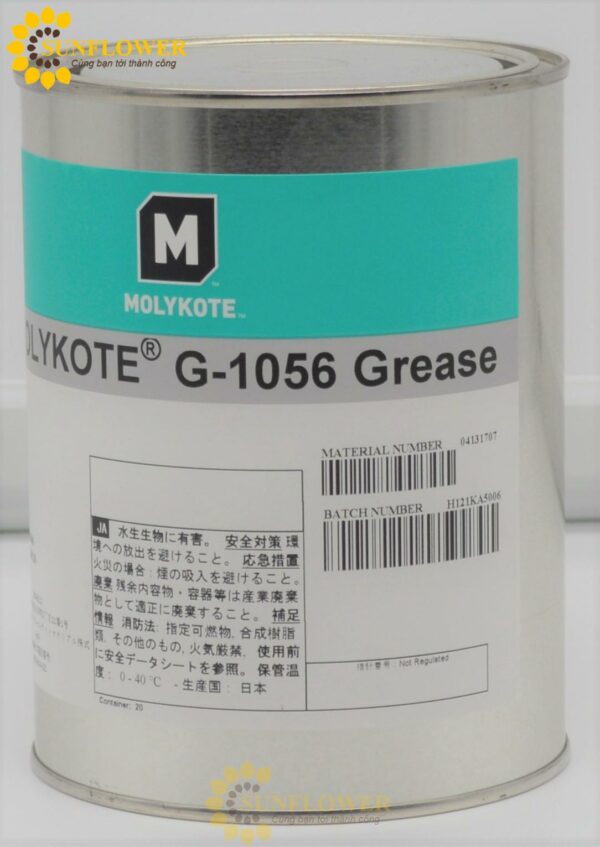 SUNFLOWER
Cùng bạn tới thành công
M
MOLYKOTE™
OLYKOTE® G-1056 Grease
MATERIAL NUMBER 04131707
BATCH NUMBER H121KA5006
JA 水生生物に有害。 安全対策 環
境への放出を避けること。 応急措置
火災の場合:煙の吸入を避けること。
廃棄 残余内容物・容器等は産業廃棄
物として適正に廃棄すること。 補足
情報 消防法: 指定可燃物, 合成樹脂
類, その他のもの, 火気厳禁, 使用前
に安全データシートを参照。 保管温
度: 0-40℃ -生産国: 日本
Not Regulated
Container: 20
SUNFLOWER
Cùng bạn tới thành công